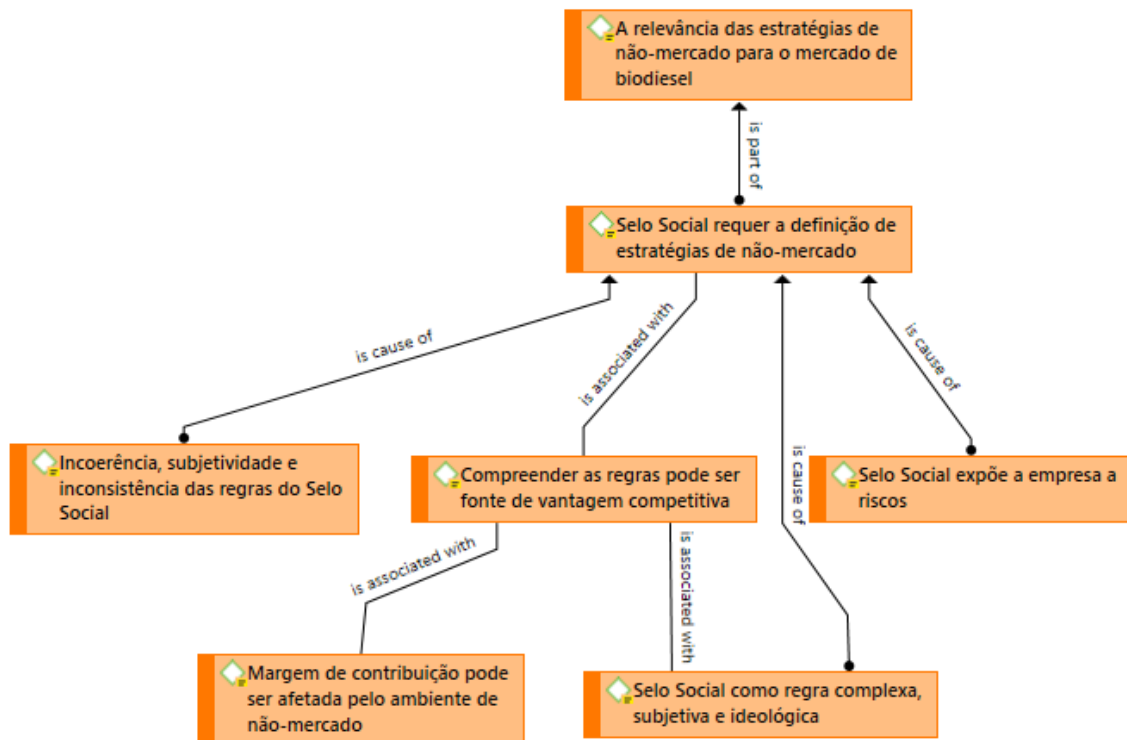 A relevância das estratégias de
não-mercado para o mercado de
biodiesel
is part of
Selo Social requer a definição de
estratégias de não-mercado
is cause of
is associated with
is cause of
is cause of
Incoerência, subjetividade e
inconsistência das regras do Selo
Social
Compreender as regras pode ser
fonte de vantagem competitiva
Selo Social expõe a empresa a
riscos
is associated with
is associated with
Margem de contribuição pode
ser afetada pelo ambiente de
não-mercado
Selo Social como regra complexa,
subjetiva e ideológica